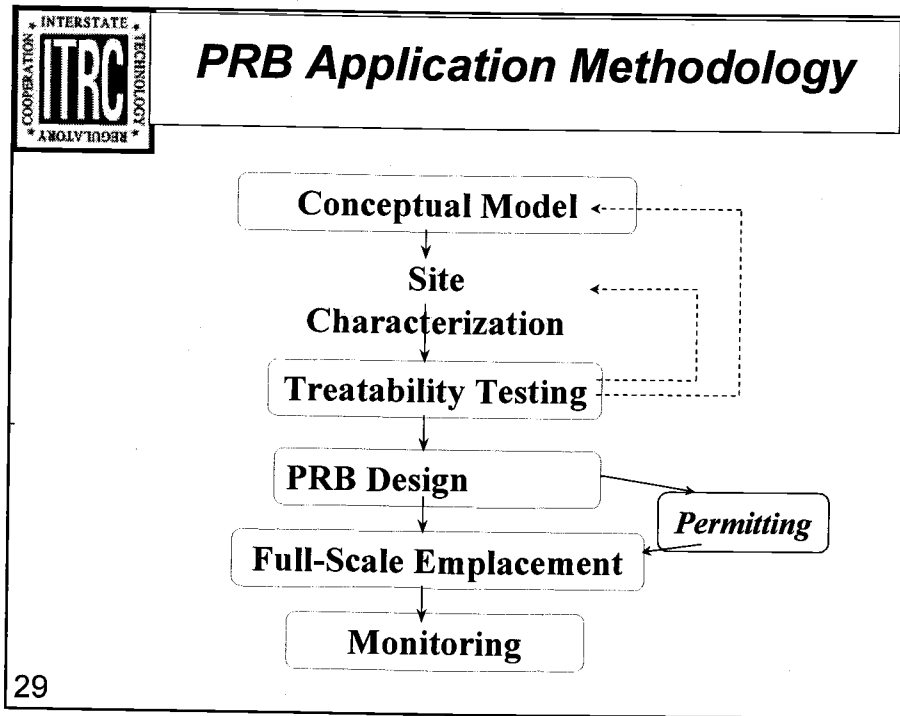 INTERSTATE
COOPERATION
TECHNOLOGY
REGULATORY
ITRC
PRB Application Methodology
Conceptual Model
Site
Characterization
Treatability Testing
PRB Design
Permitting
Full-Scale Emplacement
Monitoring
29